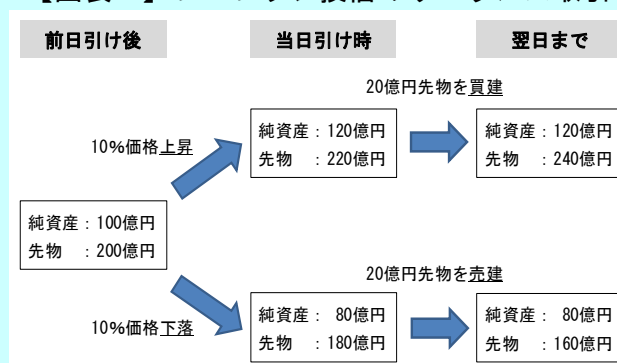 前日引け後
当日引け時
翌日まで
20億円先物を買建
10%価格上昇
純資産：120億円
先物　：220億円
純資産：120億円
先物　：240億円
純資産：100億円
先物　：200億円
20億円先物を売建
10%価格下落
純資産： 80億円
先物　：180億円
純資産： 80億円
先物　：160億円